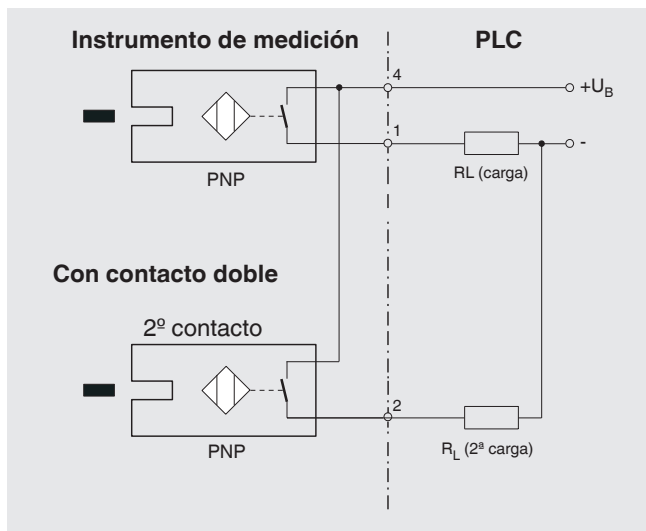 Instrumento de medición
PLC
4
+U_B
1
-
RL (carga)
PNP
Con contacto doble
2º contacto
2
R_L (2ª carga)
PNP